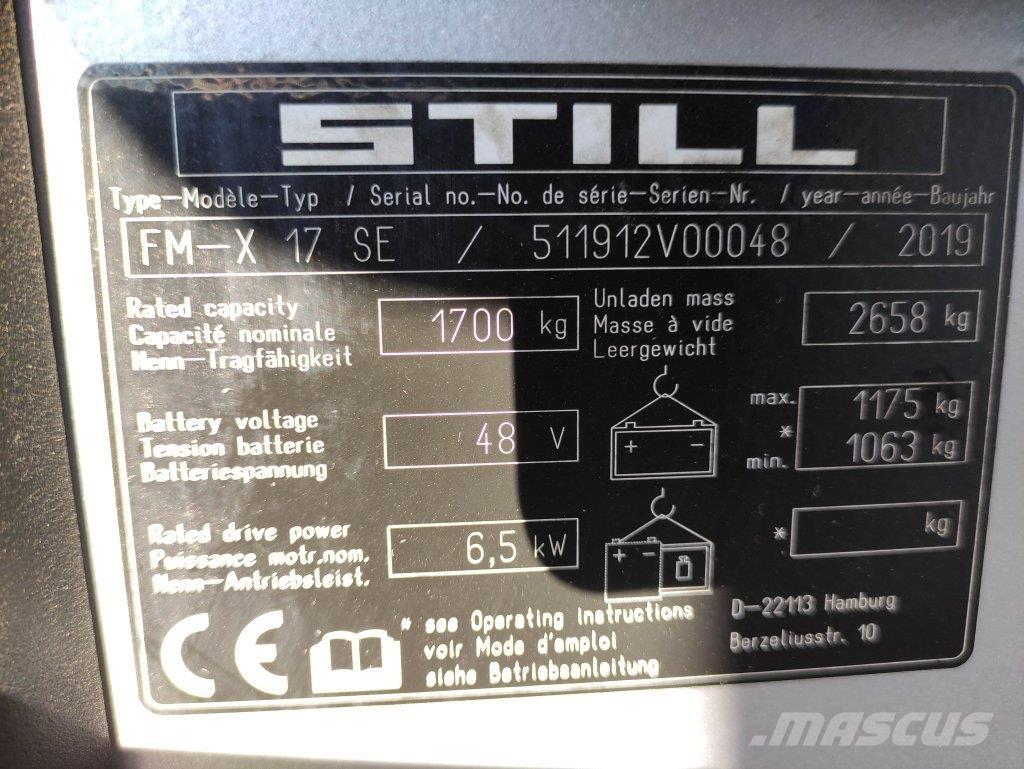 STILL
Type-Modèle-Typ / Serial no.-No. de série-Serien-Nr. / year-année-Baujahr
FM-X 17 SE / 511912V00048 / 2019
Rated capacity
Capacité nominale
Nenn-Tragfähigkeit
1700 kg
Unladen mass
Masse à vide
Leergewicht
2658 kg
Battery voltage
Tension batterie
Batteriespannung
48 V
+ -
max. 1175 kg
*
min. 1063 kg
Rated drive power
Puissance motr.nom.
Nenn-Antriebsleist.
6,5 kW
+ -
* kg
CE
* see Operating Instructions
voir Mode d'emploi
siehe Betriebsanleitung
D-22113 Hamburg
Berzeliusstr. 10
MASCUS